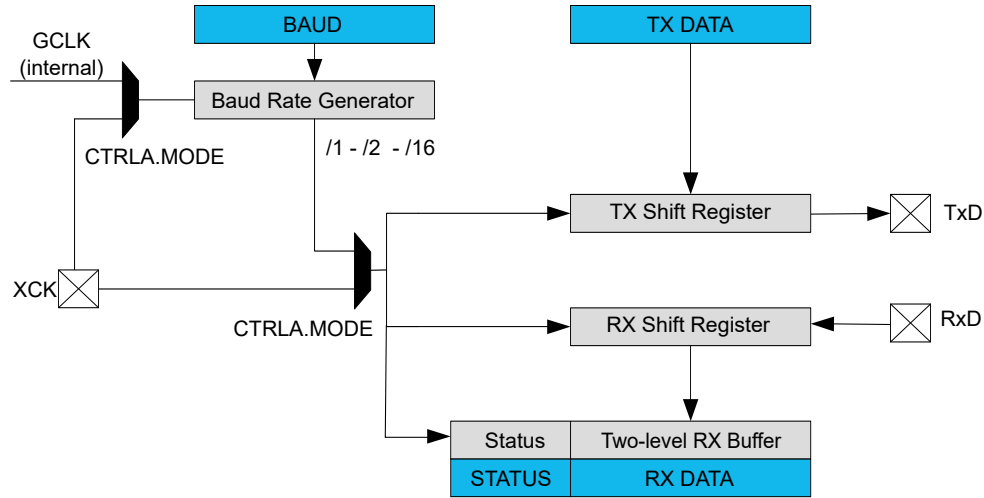 BAUD
TX DATA
GCLK
(internal)
Baud Rate Generator
/1 - /2 - /16
CTRLA.MODE
TX Shift Register
TxD
XCK
CTRLA.MODE
RX Shift Register
RxD
Status
Two-level RX Buffer
STATUS
RX DATA